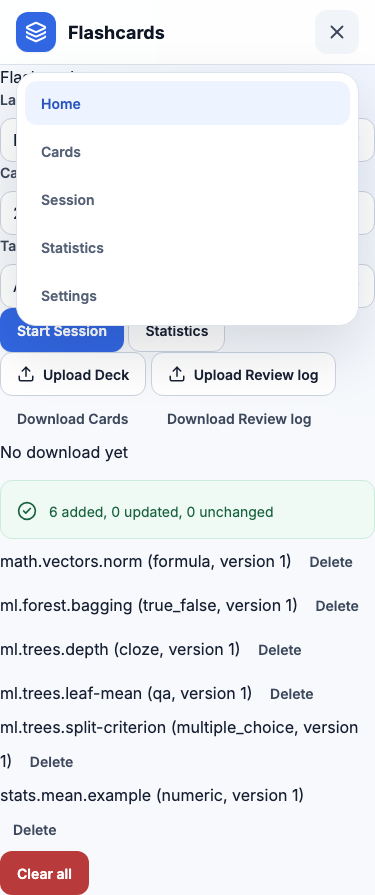 Flashcards
Home
Cards
Session
Statistics
Settings
Start Session
Statistics
Upload Deck
Upload Review log
Download Cards
Download Review log
No download yet
6 added, 0 updated, 0 unchanged
math.vectors.norm (formula, version 1) Delete
ml.forest.bagging (true_false, version 1) Delete
ml.trees.depth (cloze, version 1) Delete
ml.trees.leaf-mean (qa, version 1) Delete
ml.trees.split-criterion (multiple_choice, version
1) Delete
stats.mean.example (numeric, version 1)
Delete
Clear all